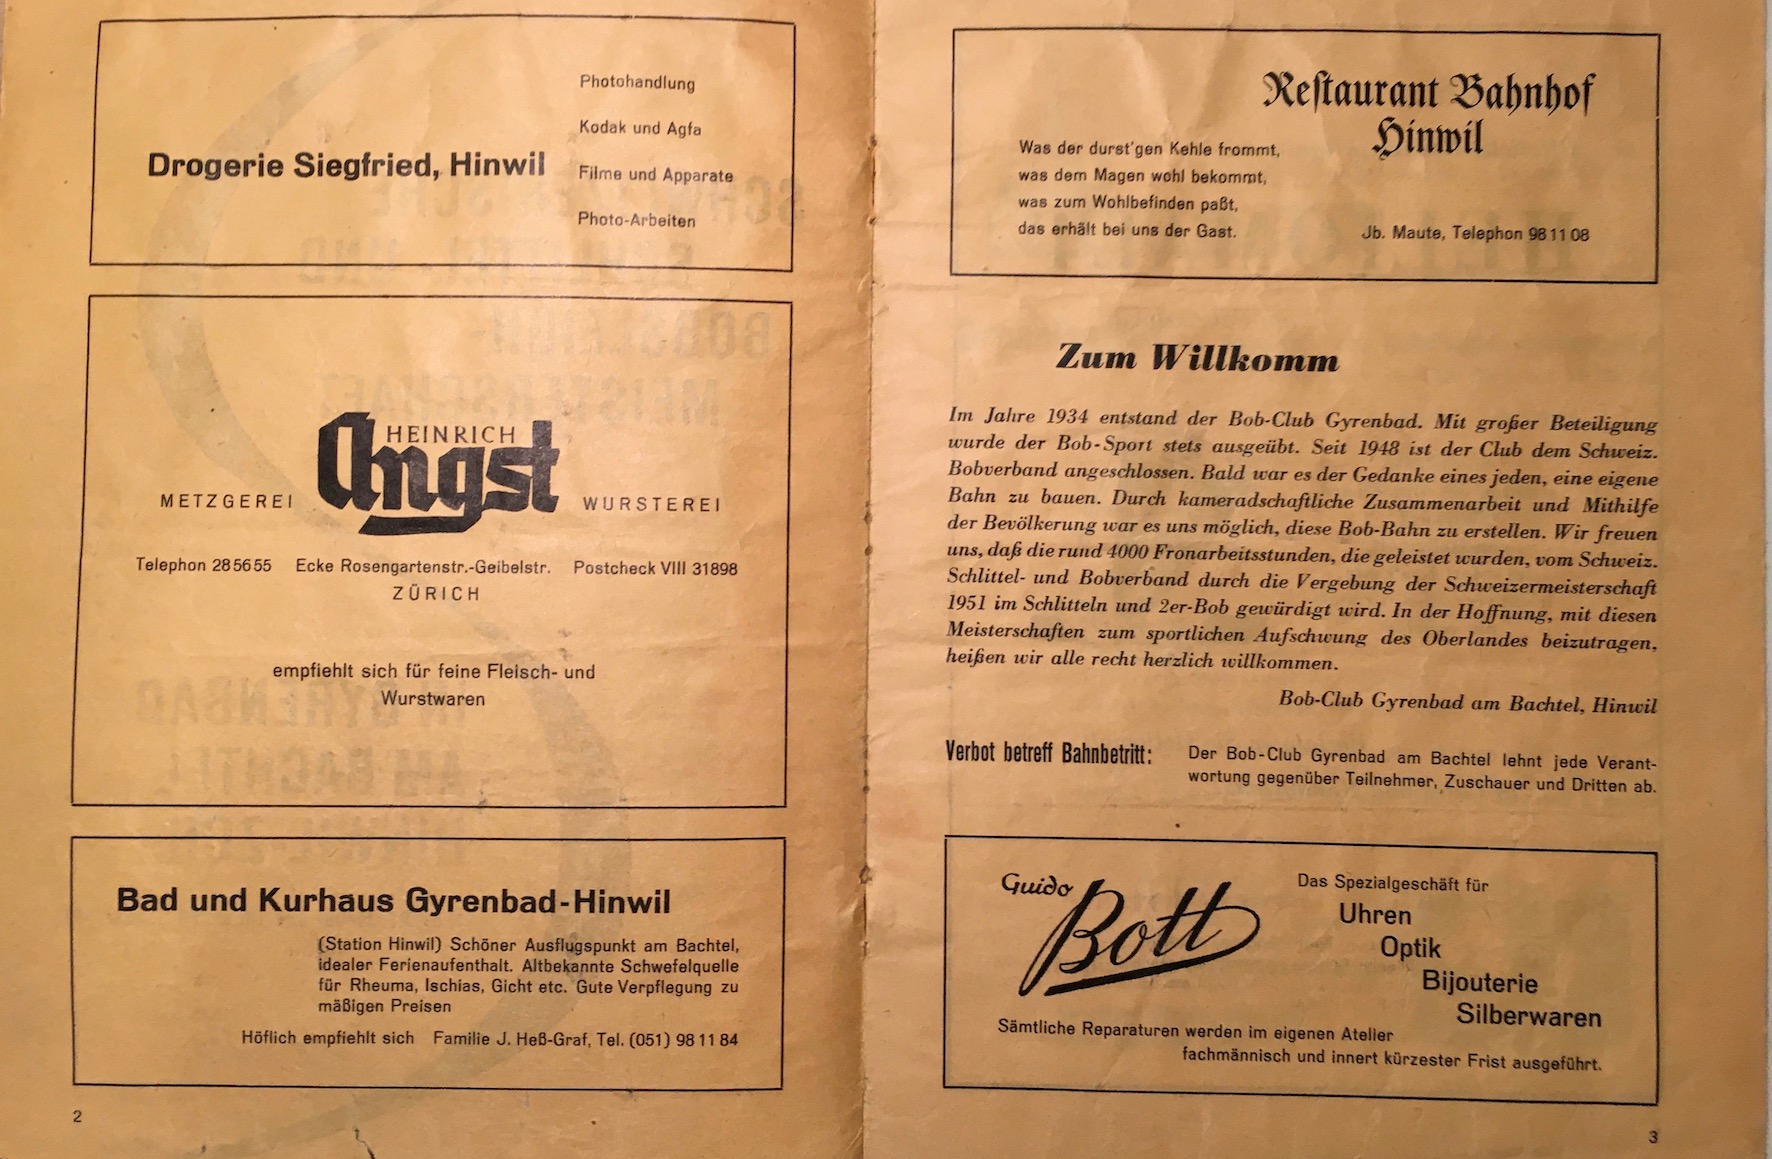 Drogerie Siegfried, Hinwil
Photohandlung
Kodak und Agfa
Filme und Apparate
Photo-Arbeiten
HEINRICH
Angst
METZGEREI
WURSTEREI
Telephon 28 56 55 Ecke Rosengartenstr.-Geibelstr. Postcheck VIII 31898
ZÜRICH
empfiehlt sich für feine Fleisch- und
Wurstwaren
Bad und Kurhaus Gyrenbad-Hinwil
(Station Hinwil) Schöner Ausflugspunkt am Bachtel,
idealer Ferienaufenthalt. Altbekannte Schwefelquelle
für Rheuma, Ischias, Gicht etc. Gute Verpflegung zu
mäßigen Preisen
Höflich empfiehlt sich Familie J. Heß-Graf, Tel. (051) 98 11 84
2
Restaurant Bahnhof
Hinwil
Was der durst'gen Kehle frommt,
was dem Magen wohl bekommt,
was zum Wohlbefinden paßt,
das erhält bei uns der Gast.
Jb. Maute, Telephon 98 11 08
Zum Willkomm
Im Jahre 1934 entstand der Bob-Club Gyrenbad. Mit großer Beteiligung
wurde der Bob-Sport stets ausgeübt. Seit 1948 ist der Club dem Schweiz.
Bobverband angeschlossen. Bald war es der Gedanke eines jeden, eine eigene
Bahn zu bauen. Durch kameradschaftliche Zusammenarbeit und Mithilfe
der Bevölkerung war es uns möglich, diese Bob-Bahn zu erstellen. Wir freuen
uns, daß die rund 4000 Fronarbeitsstunden, die geleistet wurden, vom Schweiz.
Schlittel- und Bobverband durch die Vergebung der Schweizermeisterschaft
1951 im Schlitteln und 2er-Bob gewürdigt wird. In der Hoffnung, mit diesen
Meisterschaften zum sportlichen Aufschwung des Oberlandes beizutragen,
heißen wir alle recht herzlich willkommen.
Bob-Club Gyrenbad am Bachtel, Hinwil
Verbot betreff Bahnbetritt: Der Bob-Club Gyrenbad am Bachtel lehnt jede Verant-
wortung gegenüber Teilnehmer, Zuschauer und Dritten ab.
Guido
Bott
Das Spezialgeschäft für
Uhren
Optik
Bijouterie
Silberwaren
Sämtliche Reparaturen werden im eigenen Atelier
fachmännisch und innert kürzester Frist ausgeführt.
3